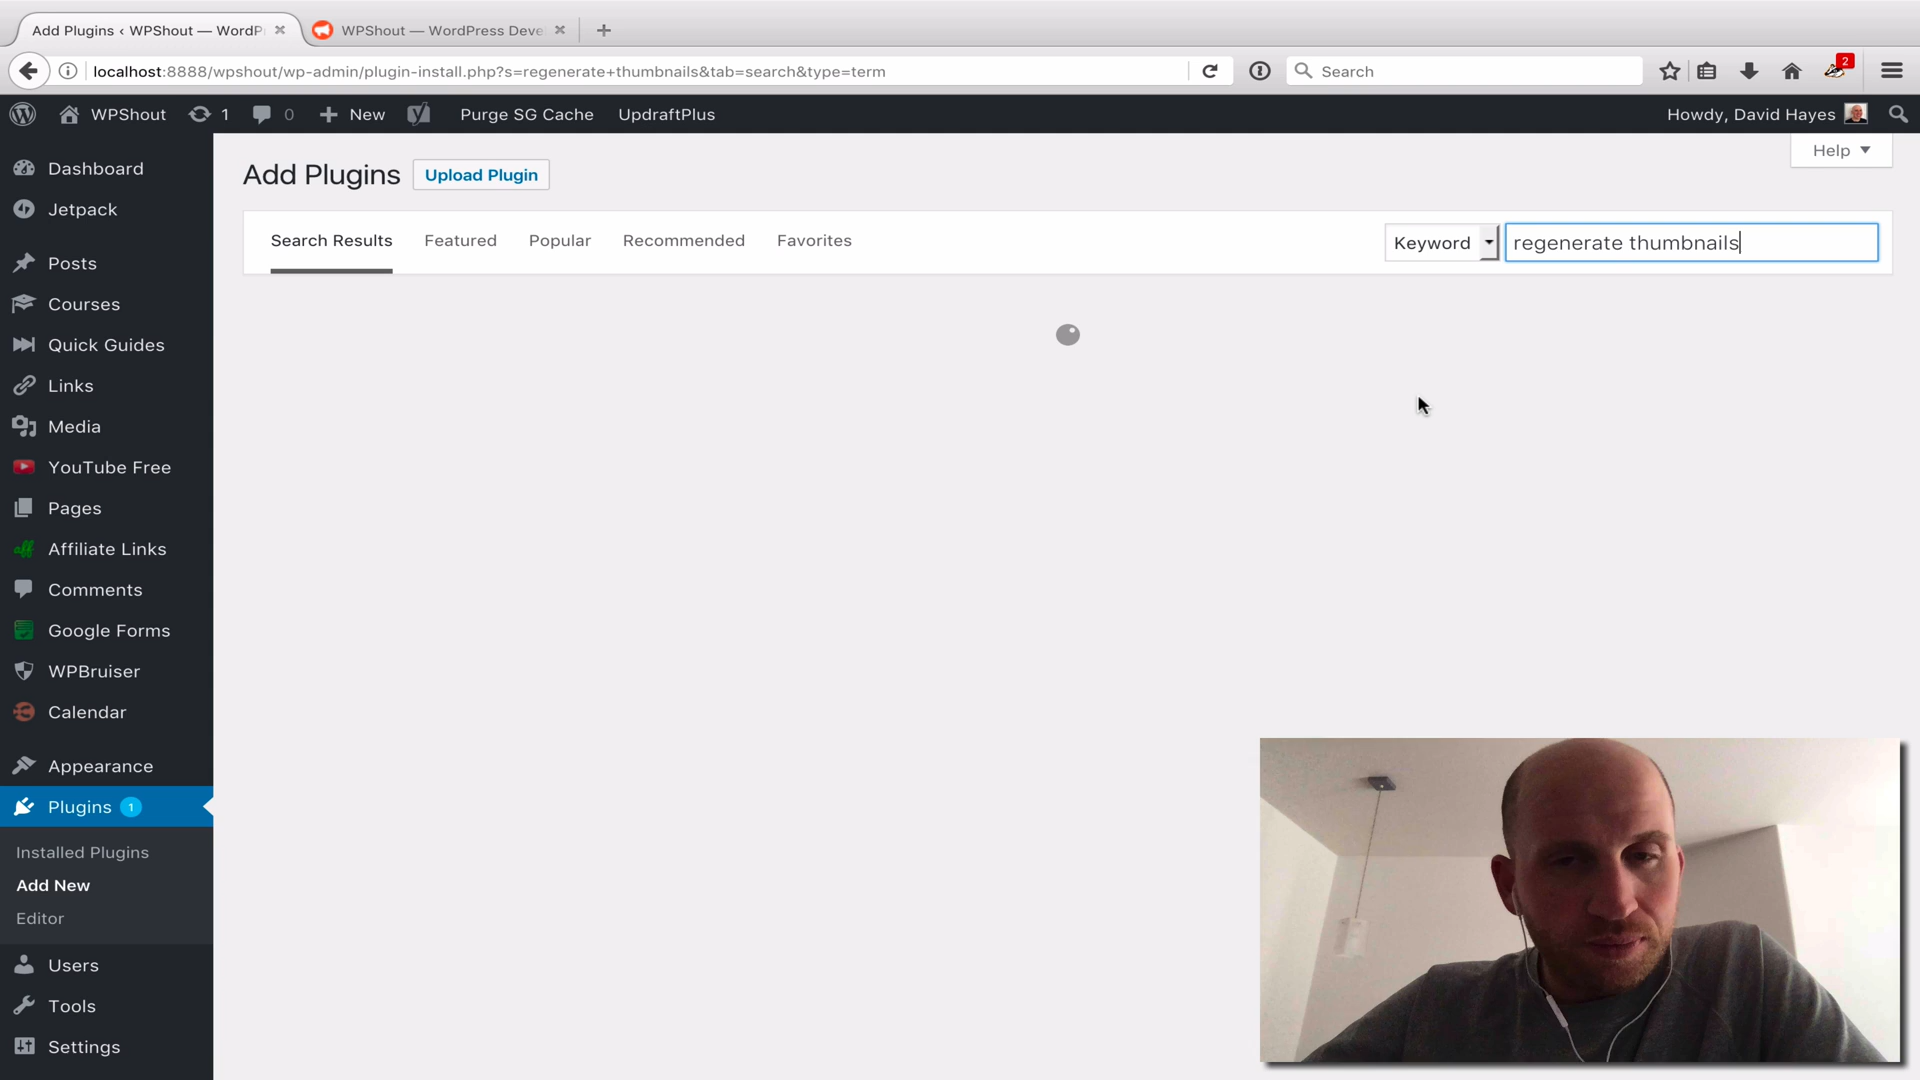 Add Plugins ‹ WPShout — WordP
WPShout — WordPress Deve
localhost:8888/wpshout/wp-admin/plugin-install.php?s=regenerate+thumbnails&tab=search&type=term
Search
2
WPShout
1
0
New
Purge SG Cache
UpdraftPlus
Howdy, David Hayes
Help
Add Plugins
Upload Plugin
Search Results
Featured
Popular
Recommended
Favorites
Keyword
regenerate thumbnails
Dashboard
Jetpack
Posts
Courses
Quick Guides
Links
Media
YouTube Free
Pages
Affiliate Links
Comments
Google Forms
WPBruiser
Calendar
Appearance
Plugins 1
Installed Plugins
Add New
Editor
Users
Tools
Settings